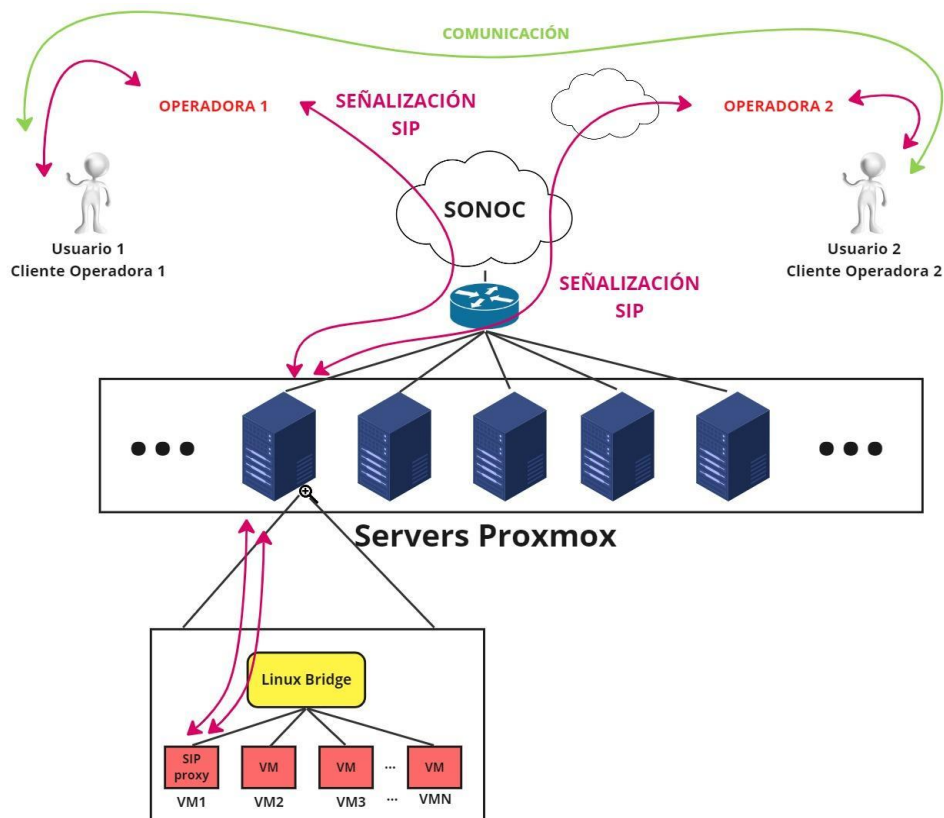 COMUNICACIÓN
OPERADORA 1
SEÑALIZACIÓN
SIP
OPERADORA 2
SONOC
Usuario 1
Cliente Operadora 1
Usuario 2
Cliente Operadora 2
SEÑALIZACIÓN
SIP
Servers Proxmox
Linux Bridge
SIP
proxy
VM
VM
...
VM
VM1
VM2
VM3
...
VMN